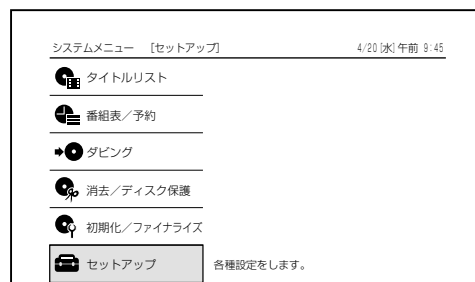 システムメニュー [セットアップ] 4/20[水]午前 9:45
タイトルリスト
番組表／予約
ダビング
消去／ディスク保護
初期化／ファイナライズ
セットアップ 各種設定をします。